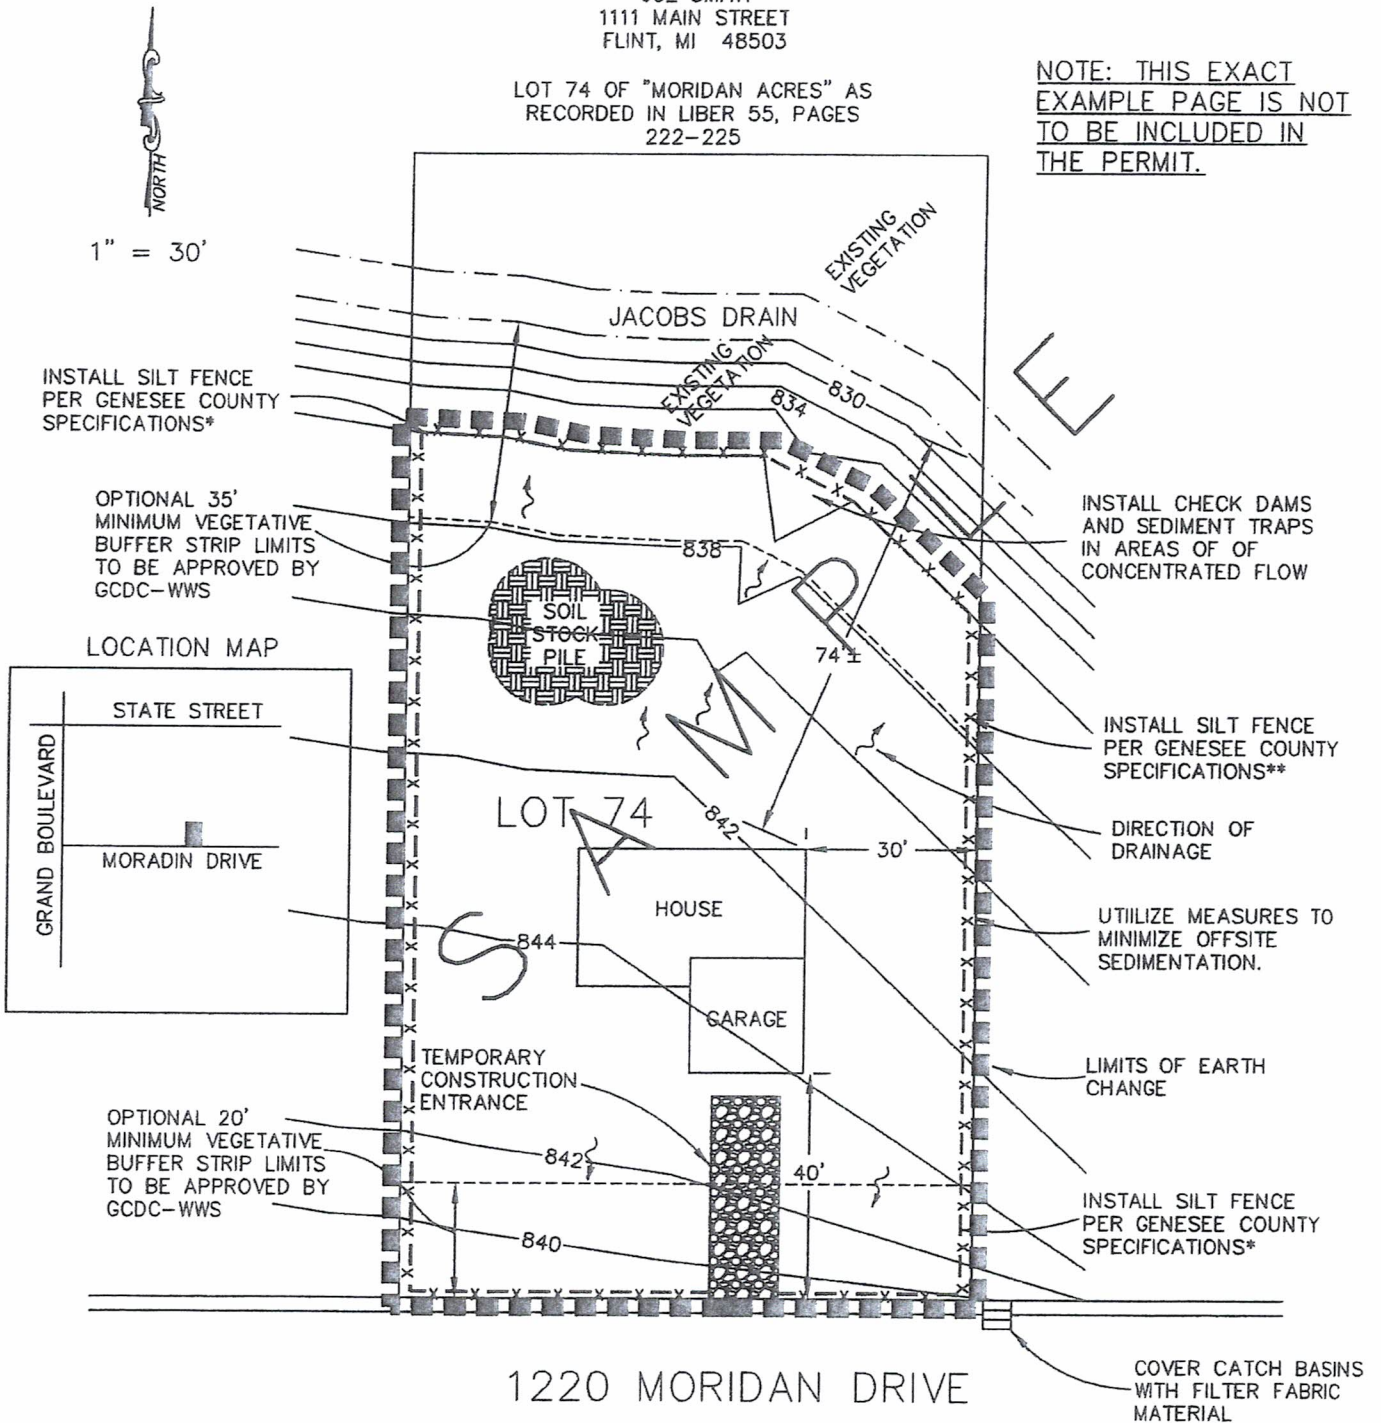 1111 MAIN STREET
FLINT, MI 48503
LOT 74 OF "MORIDAN ACRES" AS
RECORDED IN LIBER 55, PAGES
222-225
NOTE: THIS EXACT
EXAMPLE PAGE IS NOT
TO BE INCLUDED IN
THE PERMIT.
NORTH
1" = 30'
EXISTING
VEGETATION
JACOBS DRAIN
EXISTING
VEGETATION
830
834
INSTALL SILT FENCE
PER GENESEE COUNTY
SPECIFICATIONS*
OPTIONAL 35'
MINIMUM VEGETATIVE
BUFFER STRIP LIMITS
TO BE APPROVED BY
GCDC-WWS
838
INSTALL CHECK DAMS
AND SEDIMENT TRAPS
IN AREAS OF OF
CONCENTRATED FLOW
SOIL
STOCK
PILE
74'±
LOCATION MAP
STATE STREET
GRAND BOULEVARD
MORADIN DRIVE
INSTALL SILT FENCE
PER GENESEE COUNTY
SPECIFICATIONS**
LOT 74
842
30'
DIRECTION OF
DRAINAGE
HOUSE
844
GARAGE
UTIILIZE MEASURES TO
MINIMIZE OFFSITE
SEDIMENTATION.
SAMPLE
TEMPORARY
CONSTRUCTION
ENTRANCE
LIMITS OF EARTH
CHANGE
OPTIONAL 20'
MINIMUM VEGETATIVE
BUFFER STRIP LIMITS
TO BE APPROVED BY
GCDC-WWS
842
40'
840
INSTALL SILT FENCE
PER GENESEE COUNTY
SPECIFICATIONS*
1220 MORIDAN DRIVE
COVER CATCH BASINS
WITH FILTER FABRIC
MATERIAL